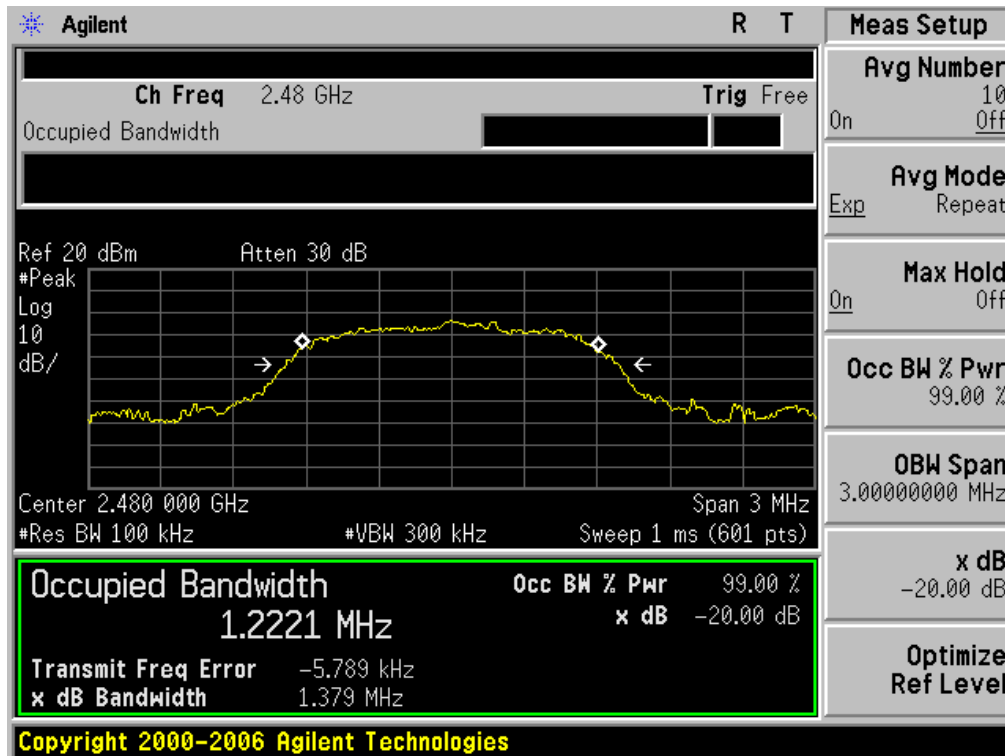 Agilent R T
Ch Freq 2.48 GHz Trig Free
Occupied Bandwidth
Ref 20 dBm Atten 30 dB
#Peak
Log
10
dB/
Center 2.480 000 GHz Span 3 MHz
#Res BW 100 kHz #VBW 300 kHz Sweep 1 ms (601 pts)
Occupied Bandwidth
1.2221 MHz
Occ BW % Pwr 99.00 %
x dB -20.00 dB
Transmit Freq Error -5.789 kHz
x dB Bandwidth 1.379 MHz
Copyright 2000-2006 Agilent Technologies
Meas Setup
Avg Number
10
On Off
Avg Mode
Exp Repeat
Max Hold
On Off
Occ BW % Pwr
99.00 %
OBW Span
3.00000000 MHz
x dB
-20.00 dB
Optimize
Ref Level